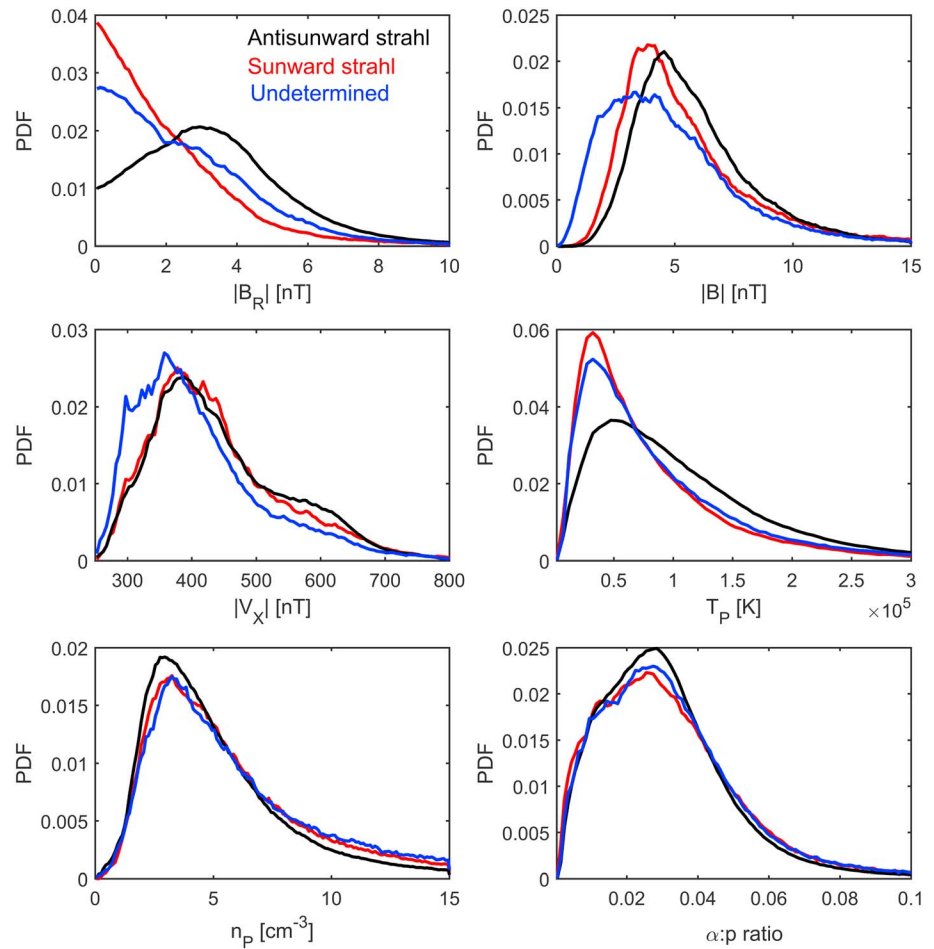 0.04
0.03
0.02
0.01
0
PDF
Antisunward strahl
Sunward strahl
Undetermined
0 2 4 6 8 10
|B_R| [nT]
0.025
0.02
0.015
0.01
0.005
0
PDF
0 5 10 15
|B| [nT]
0.03
0.02
0.01
0
PDF
300 400 500 600 700 800
|V_X| [nT]
0.06
0.04
0.02
0
PDF
0.5 1 1.5 2 2.5 3
T_P [K]
×10^5
0.02
0.015
0.01
0.005
0
PDF
0 5 10 15
n_P [cm^-3]
0.025
0.02
0.015
0.01
0.005
0
PDF
0.02 0.04 0.06 0.08 0.1
α:p ratio